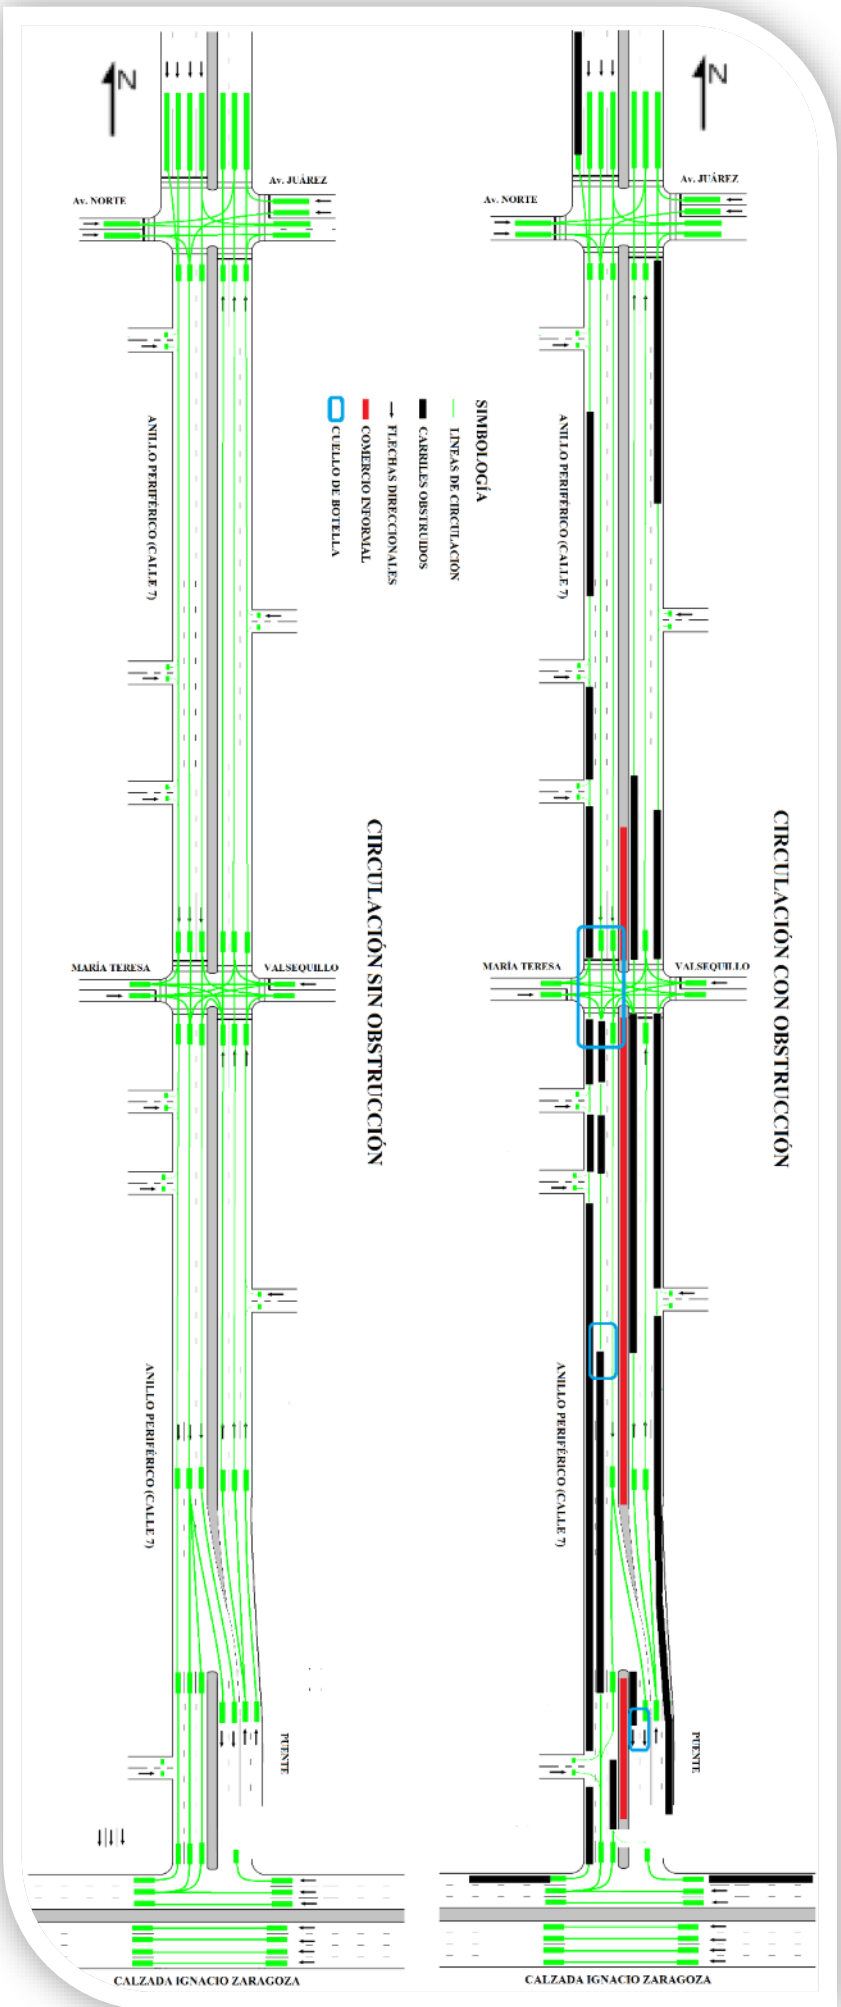 N
Av. JUÁREZ
Av. NORTE
ANILLO PERIFÉRICO (CALLE 7)
SIMBOLOGÍA
LÍNEAS DE CIRCULACIÓN
CARRILES OBSTRUIDOS
FLECHAS DIRECCIONALES
COMERCIO INFORMAL
CUELLO DE BOTELLA
CIRCULACIÓN SIN OBSTRUCCIÓN
MARÍA TERESA
VALSEQUILLO
ANILLO PERIFÉRICO (CALLE 7)
PUENTE
CALZADA IGNACIO ZARAGOZA
N
Av. JUÁREZ
Av. NORTE
ANILLO PERIFÉRICO (CALLE 7)
CIRCULACIÓN CON OBSTRUCCIÓN
MARÍA TERESA
VALSEQUILLO
ANILLO PERIFÉRICO (CALLE 7)
PUENTE
CALZADA IGNACIO ZARAGOZA